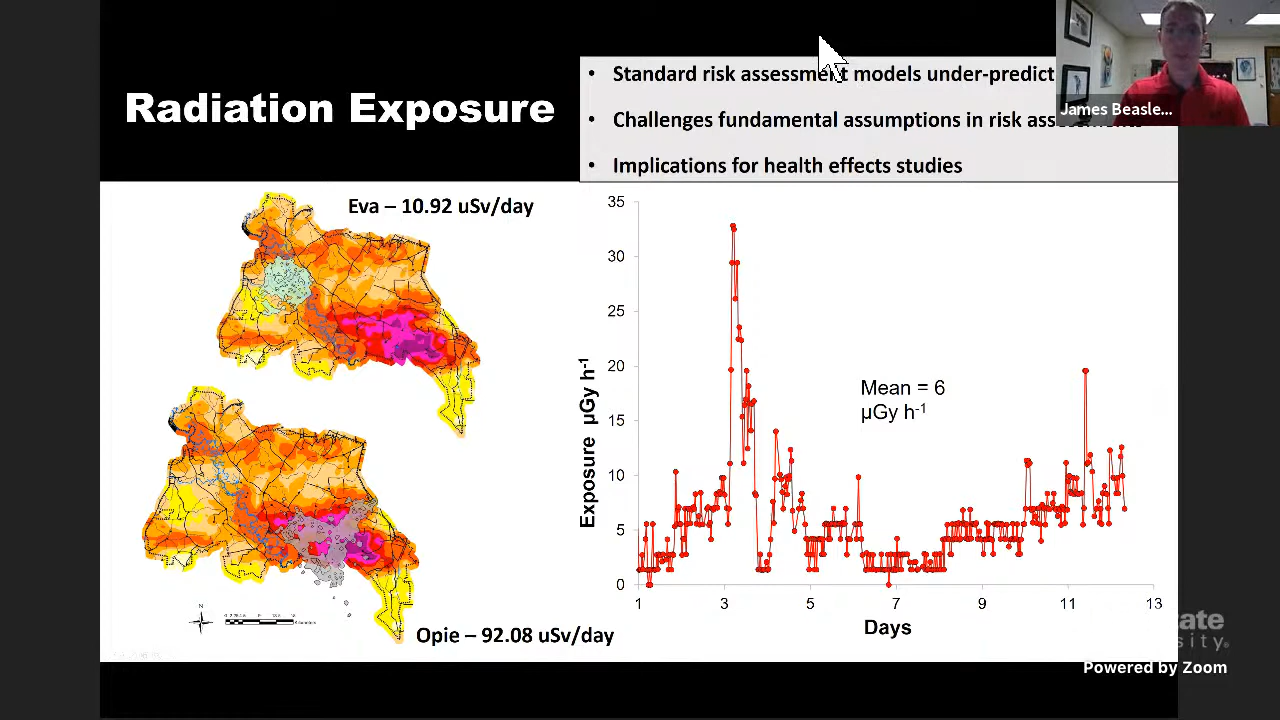 Radiation Exposure
• Standard risk assessment models under-predict
• Challenges fundamental assumptions in risk
• Implications for health effects studies
James Beasle...
Eva – 10.92 uSv/day
Opie – 92.08 uSv/day
N
Kilometers
35
30
25
20
15
10
5
0
Exposure µGy h-1
Mean = 6
µGy h-1
1
3
5
7
9
11
13
Days
Powered by Zoom